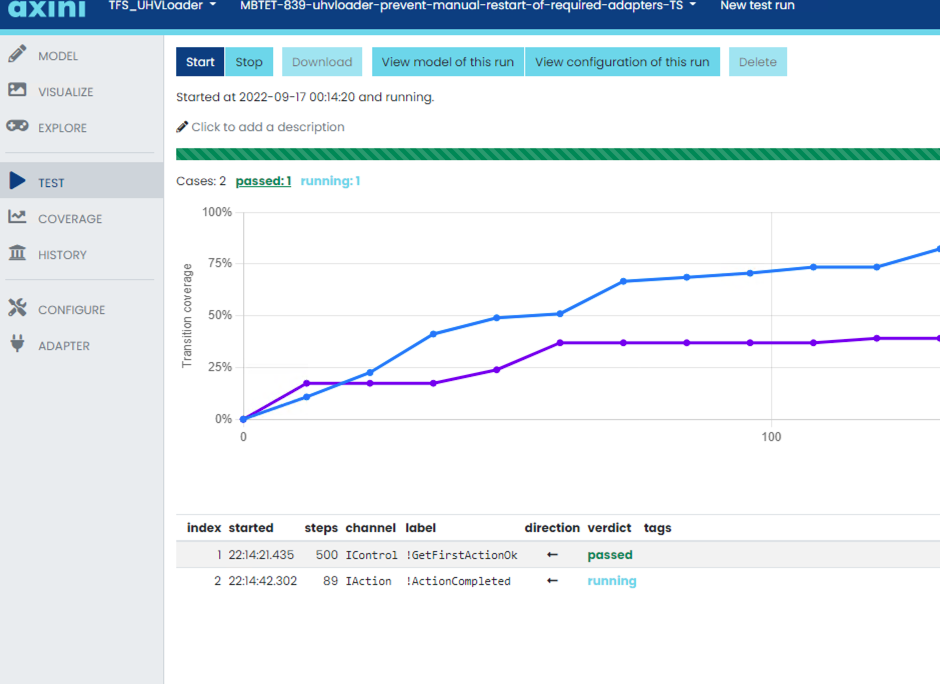 axini TFS_UHVLoader MBTET-839-uhvloader-prevent-manual-restart-of-required-adapters-TS New test run
MODEL
VISUALIZE
EXPLORE
TEST
COVERAGE
HISTORY
CONFIGURE
ADAPTER
Start Stop Download View model of this run View configuration of this run Delete
Started at 2022-09-17 00:14:20 and running.
Click to add a description
Cases: 2 passed: 1 running: 1
Transition coverage
100%
75%
50%
25%
0%
0 100
index started steps channel label direction verdict tags
1 22:14:21.435 500 IControl !GetFirstActionOk ← passed
2 22:14:42.302 89 IAction !ActionCompleted ← running